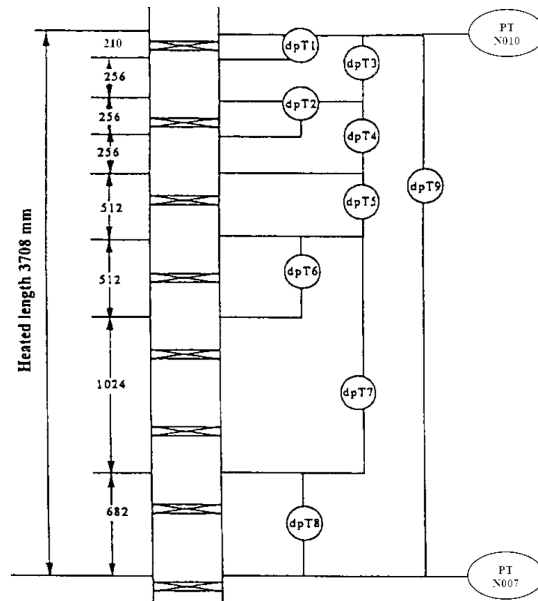 PT
N010
210
dpT1
dpT3
256
256
dpT2
256
dpT4
dpT9
512
dpT5
512
dpT6
Heated length 3708 mm
1024
dpT7
682
dpT8
PT
N007